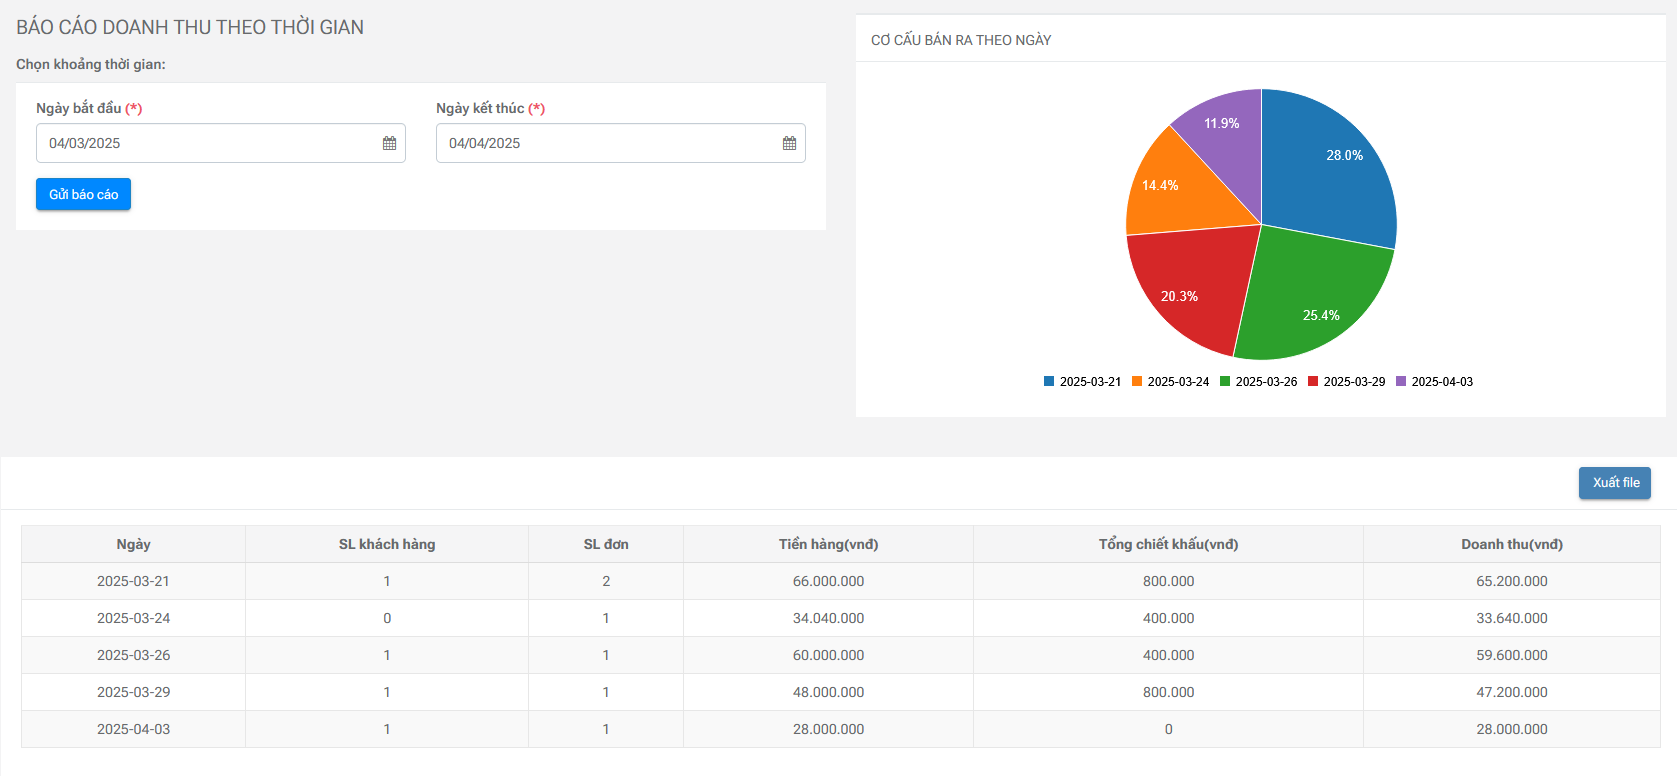 BÁO CÁO DOANH THU THEO THỜI GIAN
Chọn khoảng thời gian:
Ngày bắt đầu (*)
Ngày kết thúc (*)
04/03/2025
04/04/2025
Gửi báo cáo
CƠ CẤU BÁN RA THEO NGÀY
11.9%
28.0%
14.4%
20.3%
25.4%
2025-03-21 2025-03-24 2025-03-26 2025-03-29 2025-04-03
Xuất file
Ngày SL khách hàng SL đơn Tiền hàng(vnđ) Tổng chiết khấu(vnđ) Doanh thu(vnđ)
2025-03-21 1 2 66.000.000 800.000 65.200.000
2025-03-24 0 1 34.040.000 400.000 33.640.000
2025-03-26 1 1 60.000.000 400.000 59.600.000
2025-03-29 1 1 48.000.000 800.000 47.200.000
2025-04-03 1 1 28.000.000 0 28.000.000